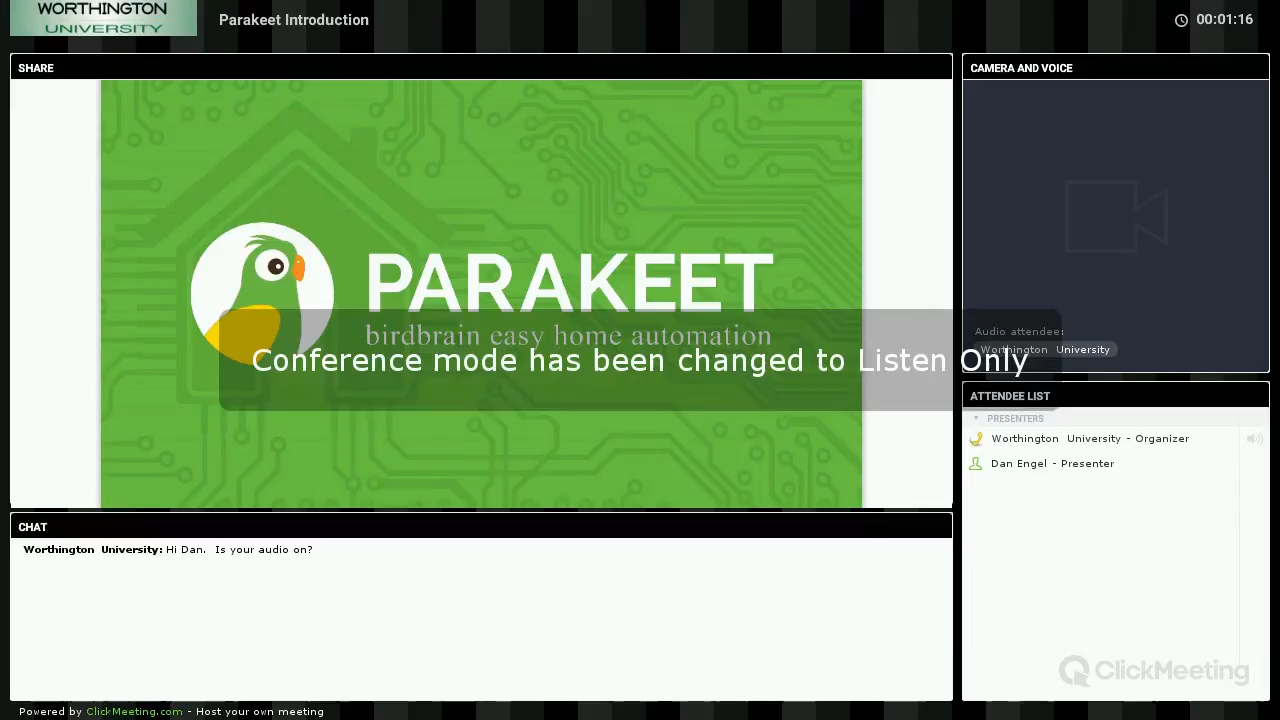 WORTHINGTON
UNIVERSITY
Parakeet Introduction
00:01:16
SHARE
CAMERA AND VOICE
PARAKEET
birdbrain easy home automation
Conference mode has been changed to Listen Only
Audio attendee:
Worthington University
ATTENDEE LIST
PRESENTERS
Worthington University - Organizer
Dan Engel - Presenter
CHAT
Worthington University: Hi Dan. Is your audio on?
ClickMeeting
Powered by ClickMeeting.com - Host your own meeting